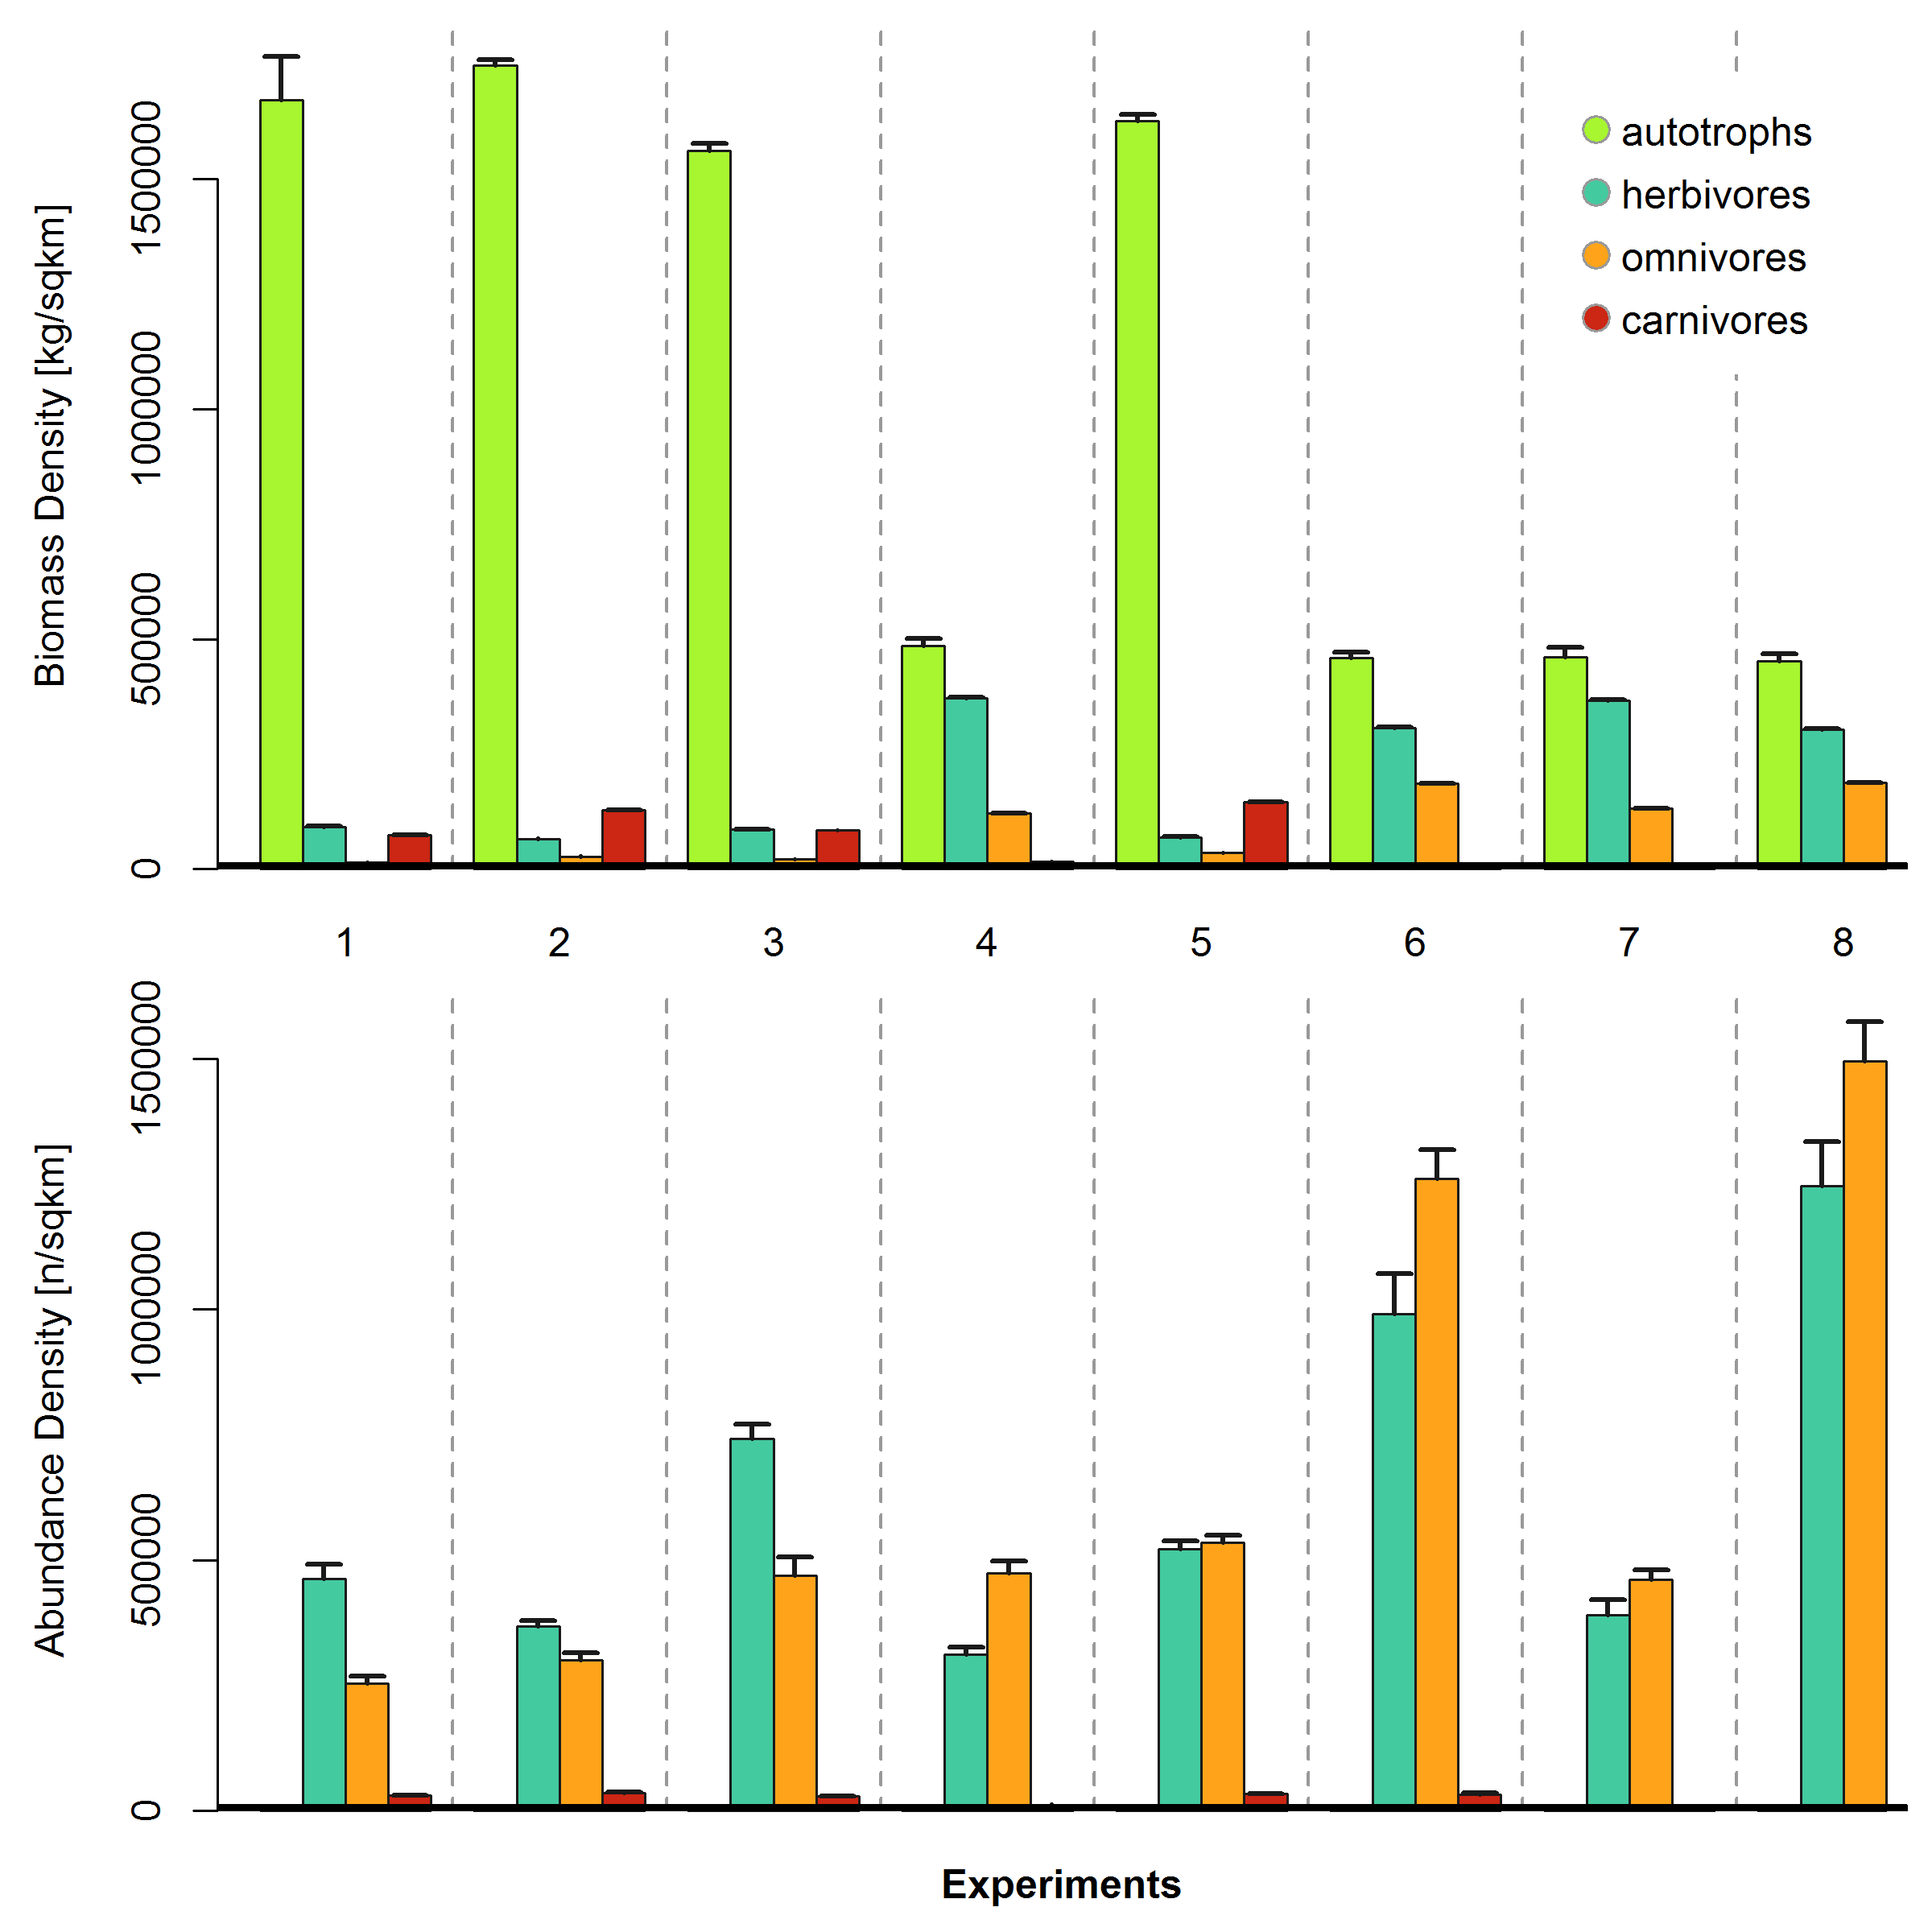 Biomass Density [kg/sqkm]
1500000
1000000
500000
0
autotrophs
herbivores
omnivores
carnivores
1 2 3 4 5 6 7 8
Abundance Density [n/sqkm]
1500000
1000000
500000
0
Experiments